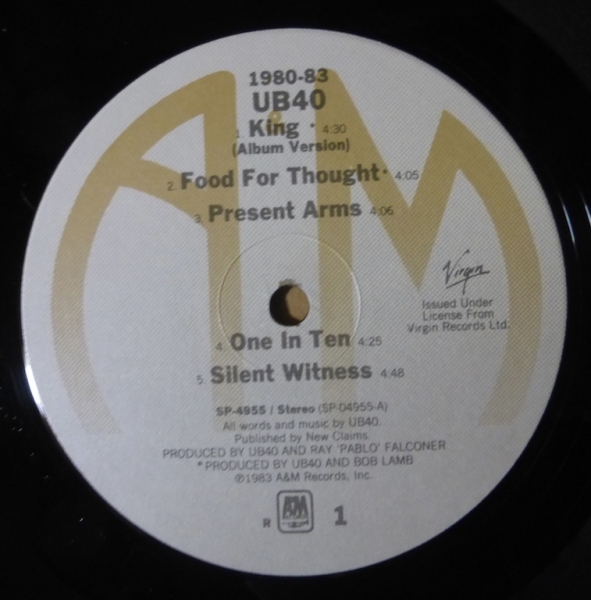 1980-83
UB40
1. King * 4:30
(Album Version)
2. Food For Thought* 4:05
3. Present Arms 4:06
Virgin
Issued Under
License From
Virgin Records Ltd.
4. One In Ten 4:25
5. Silent Witness 4:48
SP-4955 / Stereo (SP-04955-A)
All words and music by UB40.
Published by New Claims.
PRODUCED BY UB40 AND RAY 'PABLO' FALCONER
*PRODUCED BY UB40 AND BOB LAMB
℗1983 A&M Records, Inc.
R A&M RECORDS 1
A&M